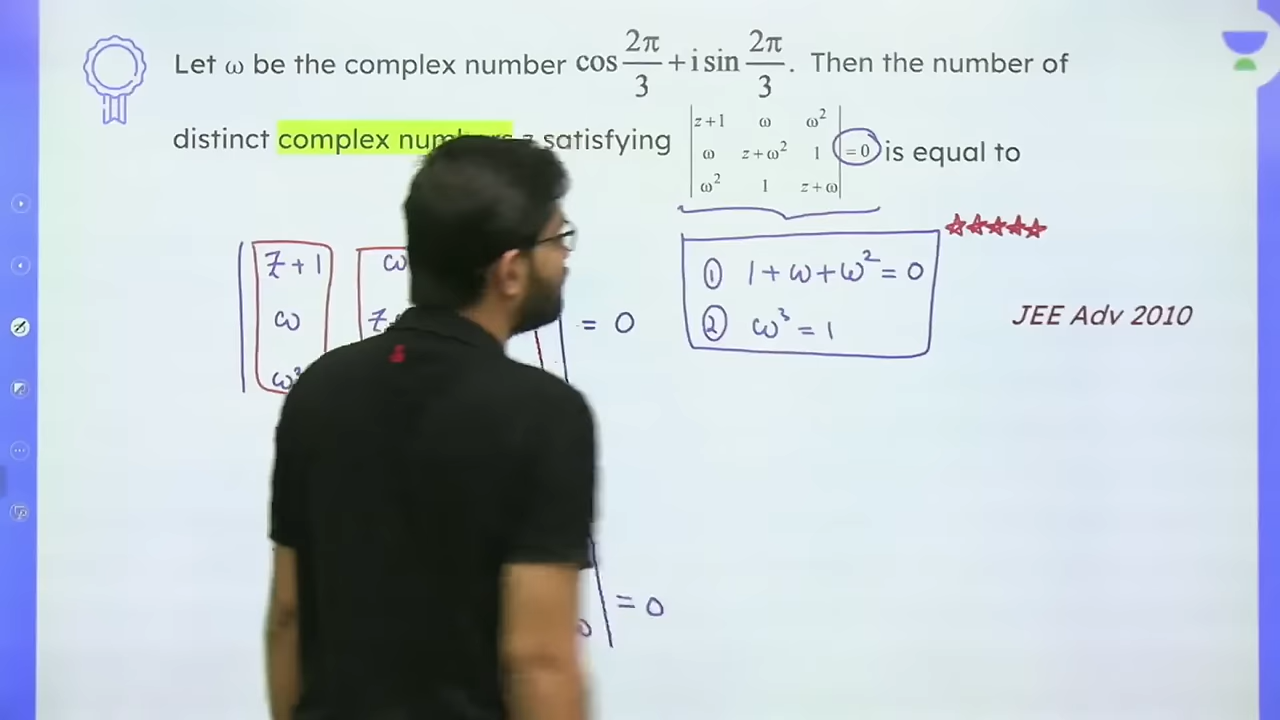 Let ω be the complex number cos 2π/3 + i sin 2π/3. Then the number of
distinct complex numbers z satisfying |z+1 ω ω²| = 0 is equal to
|ω z+ω² 1|
|ω² 1 z+ω|
z+1 ω
ω z = 0
ω²
① 1+ω+ω² = 0
② ω³ = 1
JEE Adv 2010
= 0